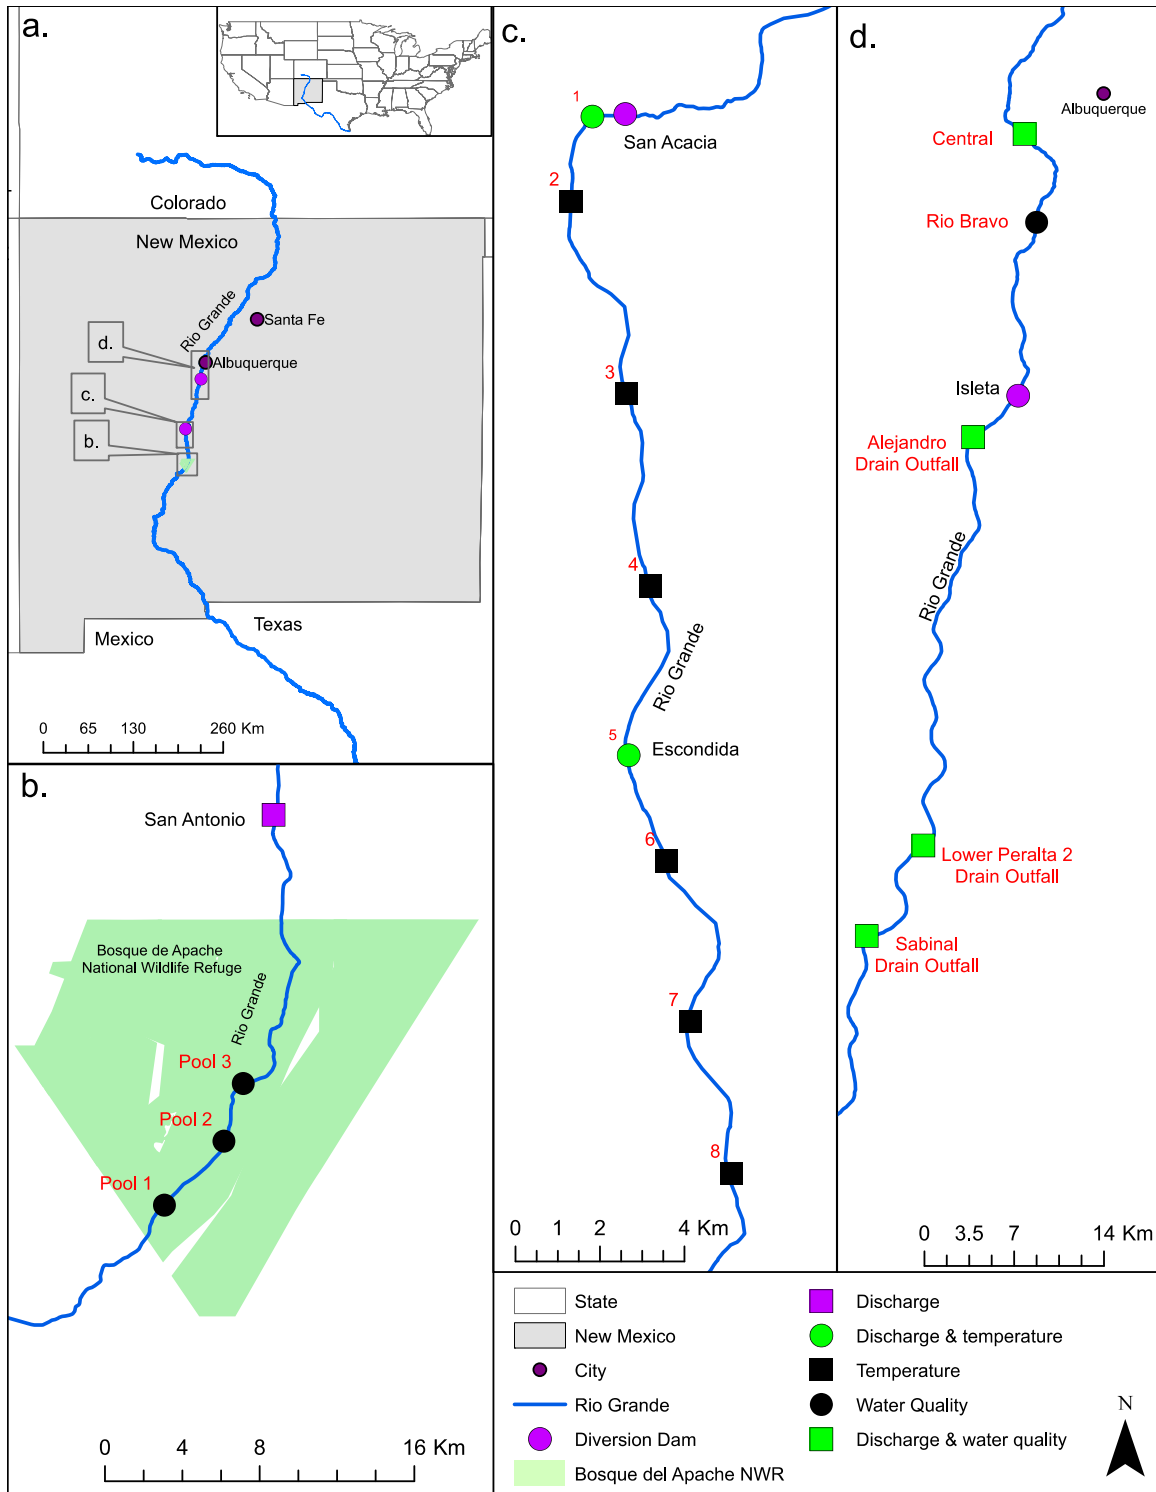 a.
Colorado
New Mexico
Rio Grande
Santa Fe
d.
Albuquerque
c.
b.
Texas
Mexico
0 65 130 260 Km
b.
San Antonio
Bosque de Apache
National Wildlife Refuge
Rio Grande
Pool 3
Pool 2
Pool 1
0 4 8 16 Km
c.
1
San Acacia
2
3
4
Rio Grande
5
Escondida
6
7
8
0 1 2 4 Km
d.
Albuquerque
Central
Rio Bravo
Isleta
Alejandro
Drain Outfall
Rio Grande
Lower Peralta 2
Drain Outfall
Sabinal
Drain Outfall
0 3.5 7 14 Km
State
New Mexico
City
Rio Grande
Diversion Dam
Bosque del Apache NWR
Discharge
Discharge & temperature
Temperature
Water Quality
Discharge & water quality
N